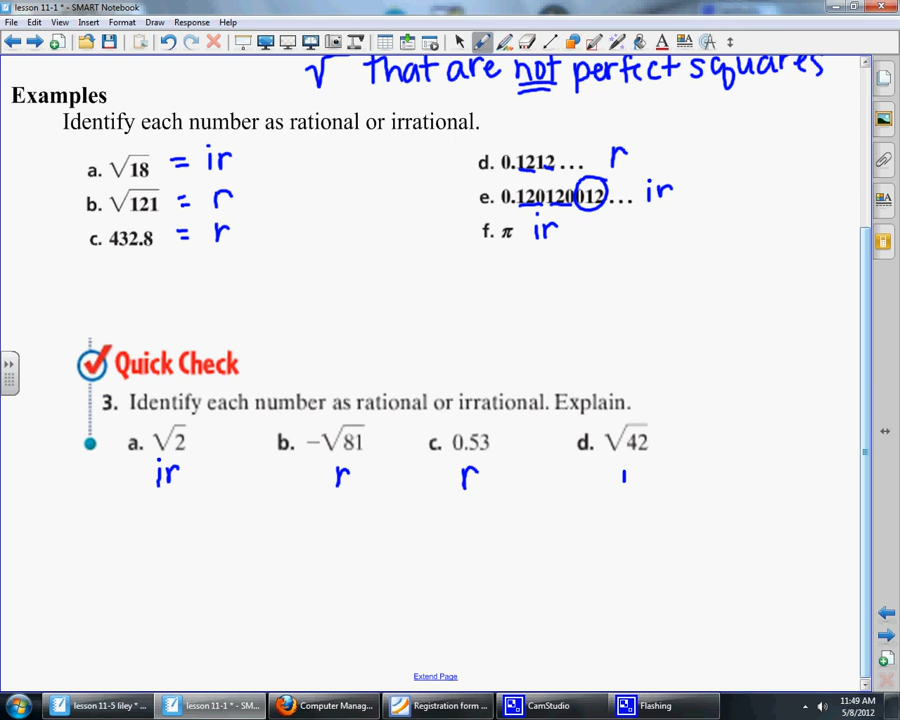 lesson 11-1 * - SMART Notebook
File Edit View Insert Format Draw Response Help
√ that are not perfect squares
Examples
Identify each number as rational or irrational.
a. √18 = ir
b. √121 = r
c. 432.8 = r
d. 0.1212... r
e. 0.120120012... ir
f. π ir
Quick Check
3. Identify each number as rational or irrational. Explain.
a. √2 b. −√81 c. 0.53 d. √42
ir r r
Extend Page
lesson 11-5 liley * ... lesson 11-1 * - SM... Computer Manag... Registration form ... CamStudio Flashing
11:49 AM
5/8/2012